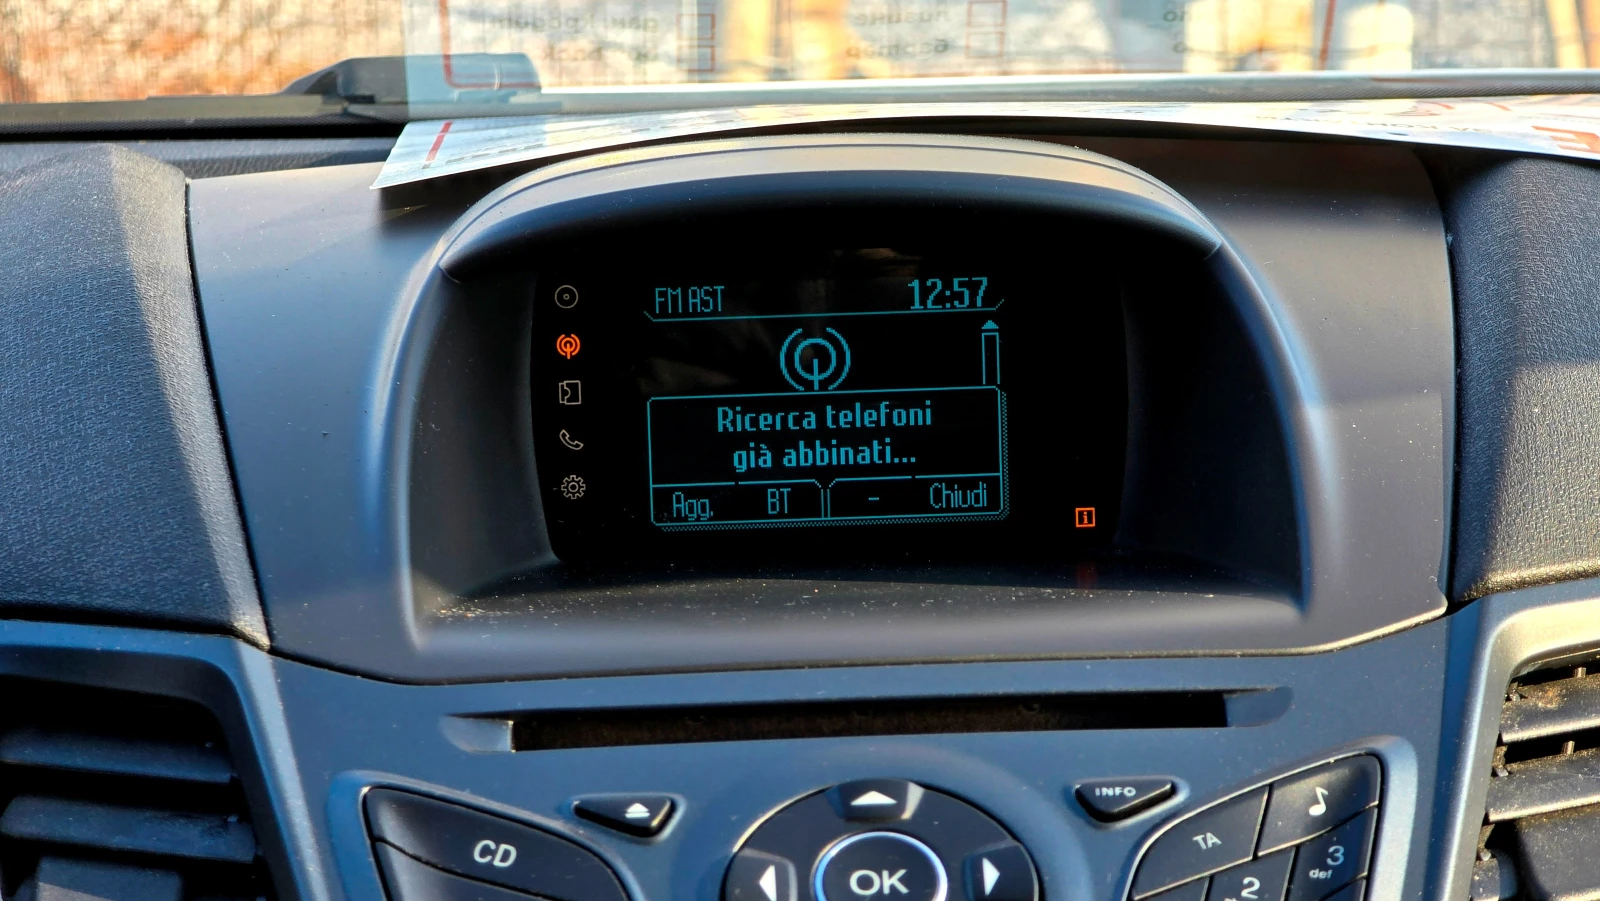 FM AST
12:57
Ricerca telefoni
già abbinati...
Agg. BT - Chiudi
i
CD
INFO
TA
OK
2
3
def